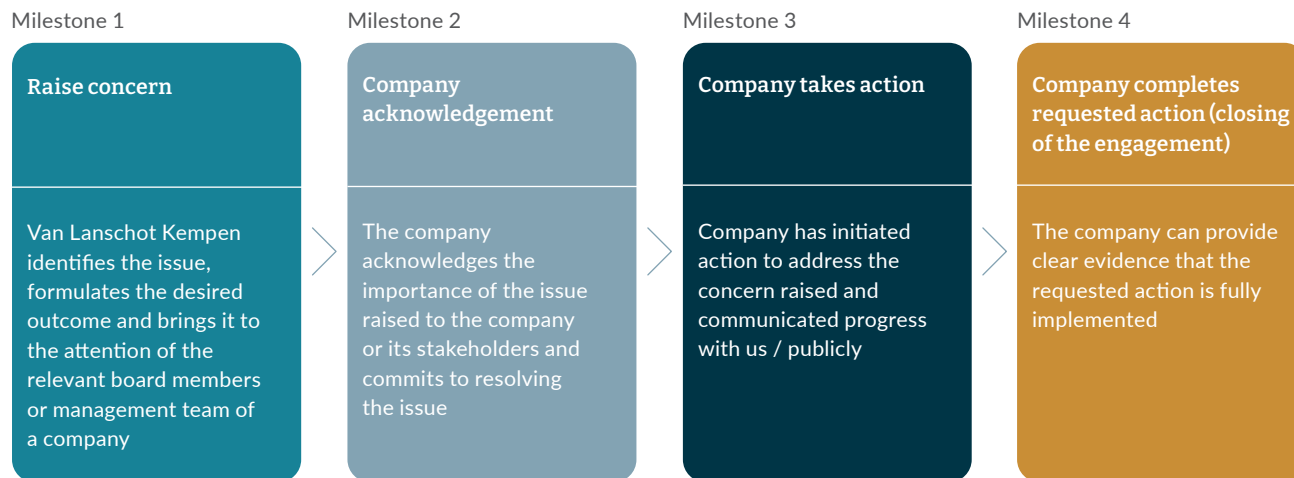 Milestone 1
Raise concern
Van Lanschot Kempen
identifies the issue,
formulates the desired
outcome and brings it to
the attention of the
relevant board members
or management team of
a company
Milestone 2
Company
acknowledgement
The company
acknowledges the
importance of the issue
raised to the company
or its stakeholders and
commits to resolving
the issue
Milestone 3
Company takes action
Company has initiated
action to address the
concern raised and
communicated progress
with us / publicly
Milestone 4
Company completes
requested action (closing
of the engagement)
The company can provide
clear evidence that the
requested action is fully
implemented